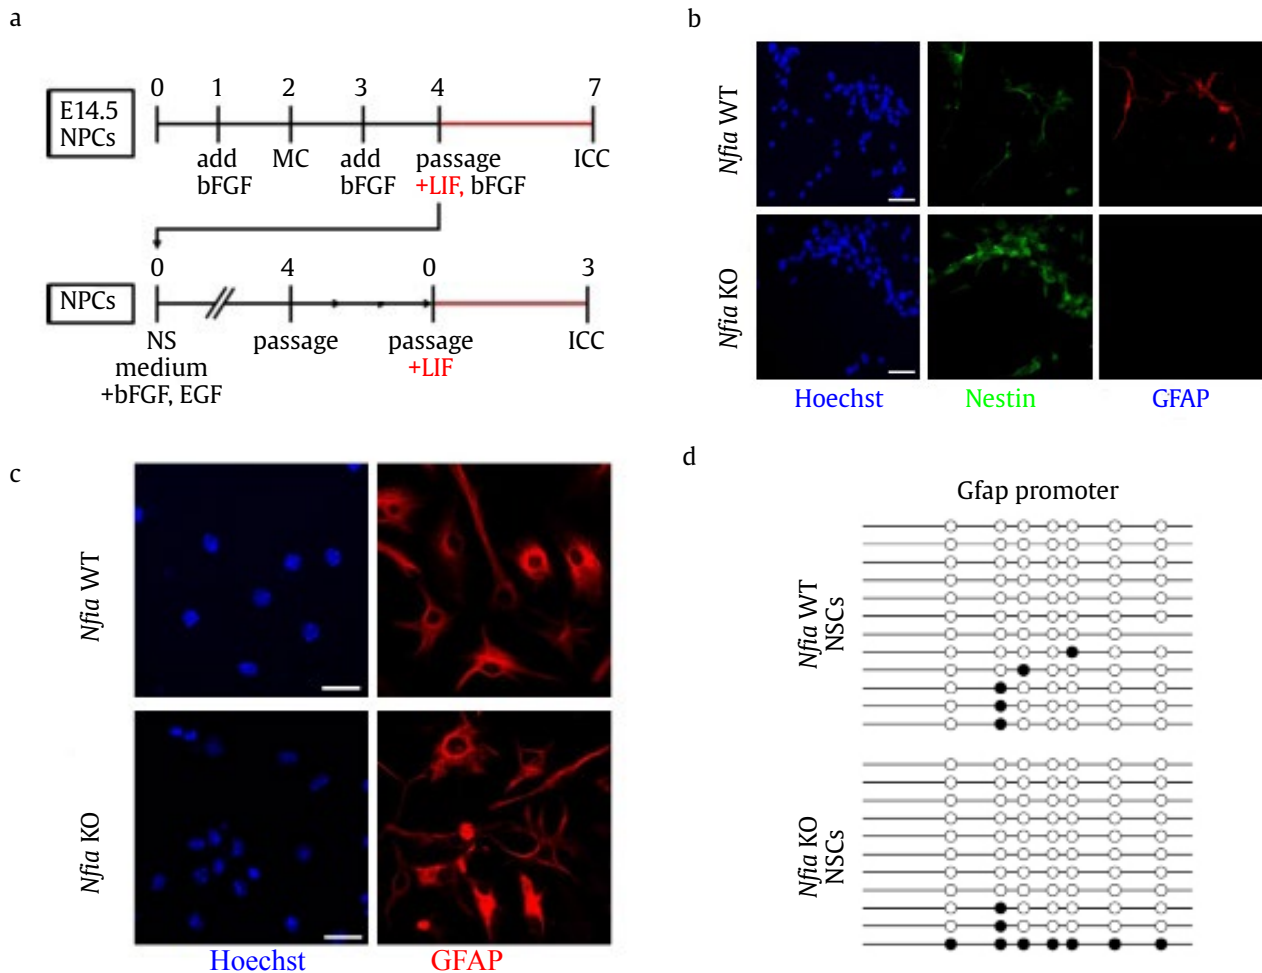 a
0 1 2 3 4 7
E14.5
NPCs
add
bFGF
MC
add
bFGF
passage
+LIF, bFGF
ICC
0 4 0 3
NPCs
NS
medium
+bFGF, EGF
passage
passage
+LIF
ICC
b
Nfia WT
Nfia KO
Hoechst Nestin GFAP
c
Nfia WT
Nfia KO
Hoechst GFAP
d
Gfap promoter
Nfia WT
NSCs
Nfia KO
NSCs